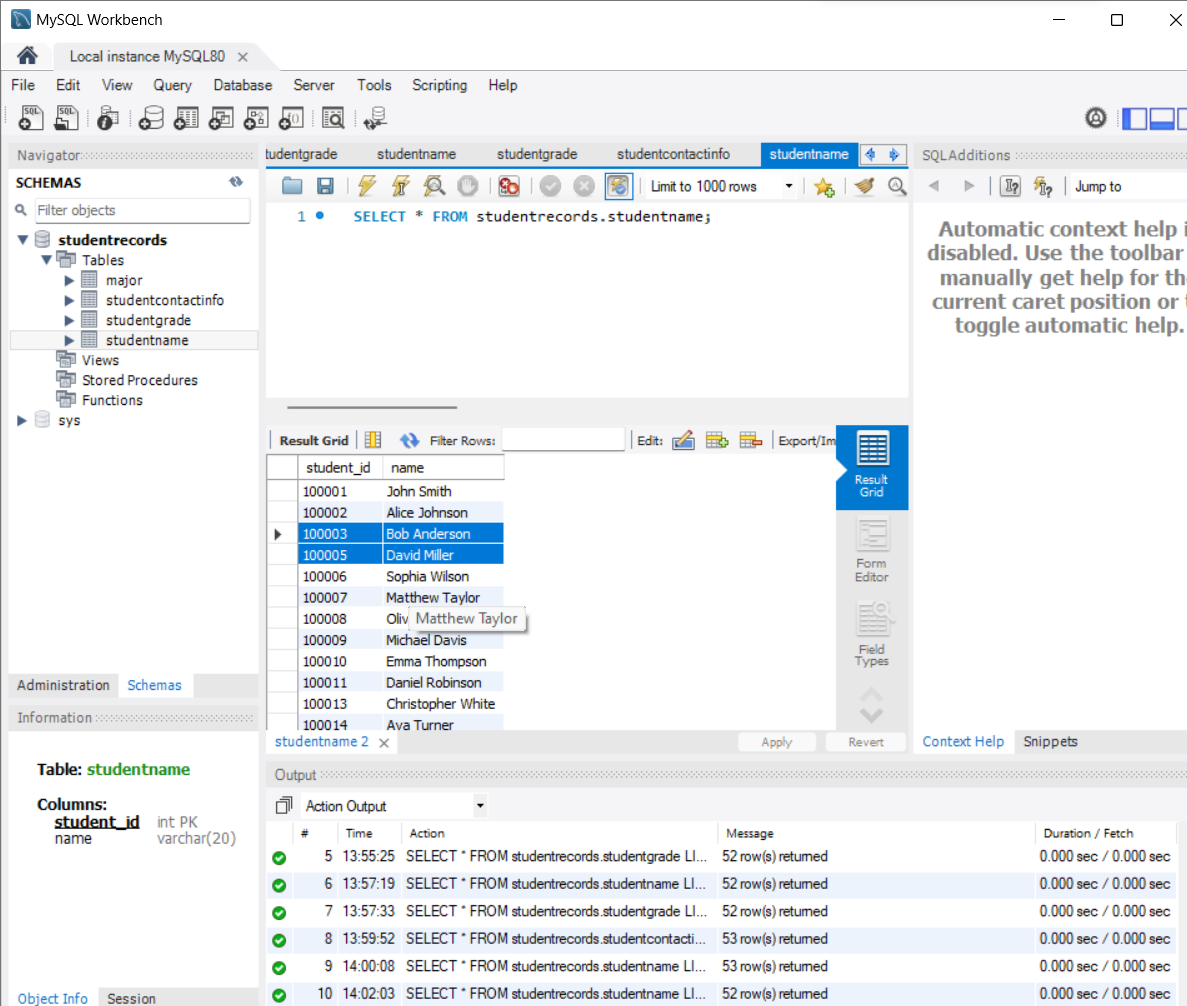 MySQL Workbench
Local instance MySQL80
File Edit View Query Database Server Tools Scripting Help
Navigator
SCHEMAS
Filter objects
studentrecords
Tables
major
studentcontactinfo
studentgrade
studentname
Views
Stored Procedures
Functions
sys
Administration Schemas
Information
Table: studentname
Columns:
student_id int PK
name varchar(20)
Object Info Session
tudentgrade studentname studentgrade studentcontactinfo studentname
Limit to 1000 rows
1 SELECT * FROM studentrecords.studentname;
Result Grid Filter Rows: Edit: Export/Im
student_id name
100001 John Smith
100002 Alice Johnson
100003 Bob Anderson
100005 David Miller
100006 Sophia Wilson
100007 Matthew Taylor
100008 Oliv
Matthew Taylor
100009 Michael Davis
100010 Emma Thompson
100011 Daniel Robinson
100013 Christopher White
100014 Ava Turner
Result
Grid
Form
Editor
Field
Types
studentname 2 Apply Revert
SQLAdditions
Jump to
Automatic context help i
disabled. Use the toolbar
manually get help for the
current caret position or t
toggle automatic help.
Context Help Snippets
Output
Action Output
# Time Action Message Duration / Fetch
5 13:55:25 SELECT * FROM studentrecords.studentgrade LI... 52 row(s) returned 0.000 sec / 0.000 sec
6 13:57:19 SELECT * FROM studentrecords.studentname LI... 52 row(s) returned 0.000 sec / 0.000 sec
7 13:57:33 SELECT * FROM studentrecords.studentgrade LI... 52 row(s) returned 0.000 sec / 0.000 sec
8 13:59:52 SELECT * FROM studentrecords.studentcontacti... 53 row(s) returned 0.000 sec / 0.000 sec
9 14:00:08 SELECT * FROM studentrecords.studentname LI... 53 row(s) returned 0.000 sec / 0.000 sec
10 14:02:03 SELECT * FROM studentrecords.studentname LI... 52 row(s) returned 0.000 sec / 0.000 sec